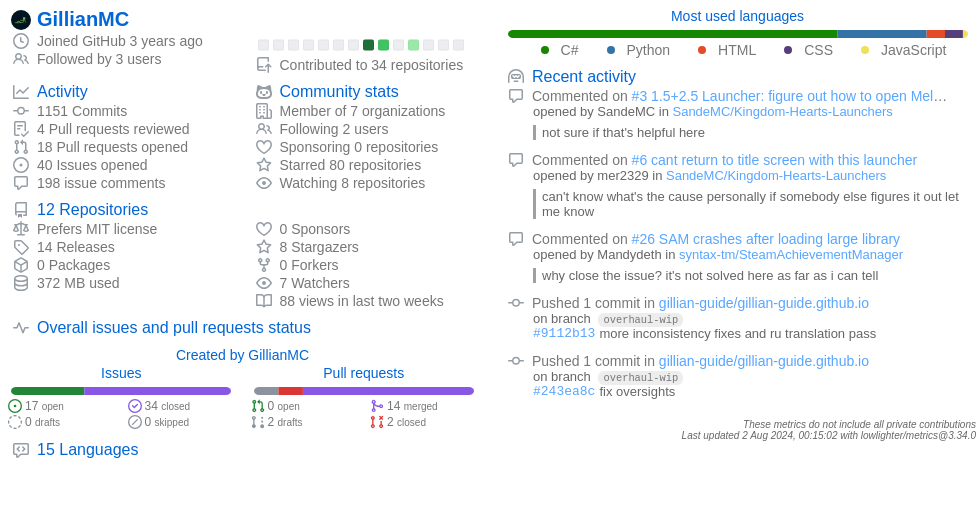 GillianMC
Joined GitHub 3 years ago
Followed by 3 users
Contributed to 34 repositories
Activity
1151 Commits
4 Pull requests reviewed
18 Pull requests opened
40 Issues opened
198 issue comments
Community stats
Member of 7 organizations
Following 2 users
Sponsoring 0 repositories
Starred 80 repositories
Watching 8 repositories
12 Repositories
Prefers MIT license
14 Releases
0 Packages
372 MB used
0 Sponsors
8 Stargazers
0 Forkers
7 Watchers
88 views in last two weeks
Overall issues and pull requests status
Created by GillianMC
Issues
17 open
34 closed
0 drafts
0 skipped
Pull requests
0 open
14 merged
2 drafts
2 closed
15 Languages
Most used languages
C# Python HTML CSS JavaScript
Recent activity
Commented on #3 1.5+2.5 Launcher: figure out how to open Mel…
opened by SandeMC in SandeMC/Kingdom-Hearts-Launchers
not sure if that's helpful here
Commented on #6 cant return to title screen with this launcher
opened by mer2329 in SandeMC/Kingdom-Hearts-Launchers
can't know what's the cause personally if somebody else figures it out let
me know
Commented on #26 SAM crashes after loading large library
opened by Mandydeth in syntax-tm/SteamAchievementManager
why close the issue? it's not solved here as far as i can tell
Pushed 1 commit in gillian-guide/gillian-guide.github.io
on branch overhaul-wip
#9112b13 more inconsistency fixes and ru translation pass
Pushed 1 commit in gillian-guide/gillian-guide.github.io
on branch overhaul-wip
#243ea8c fix oversights
These metrics do not include all private contributions
Last updated 2 Aug 2024, 00:15:02 with lowlighter/metrics@3.34.0